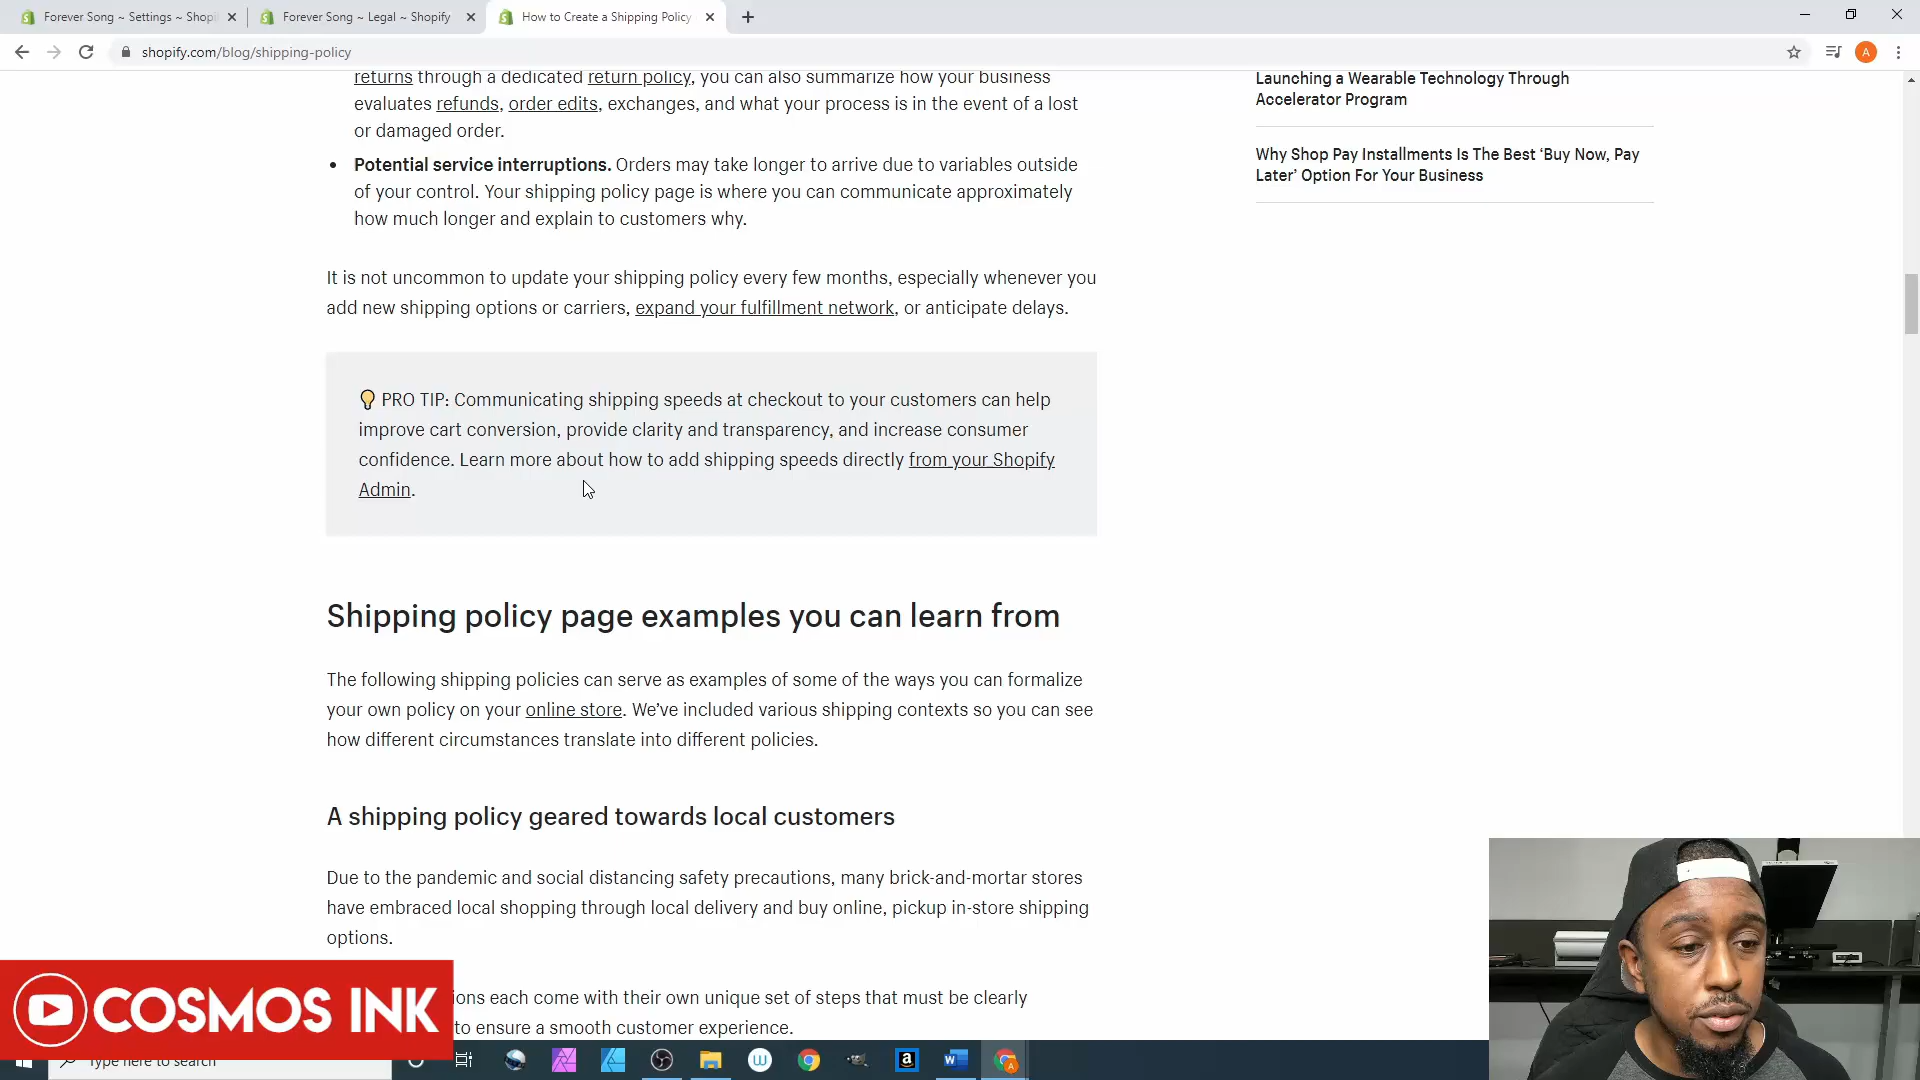 Forever Song ~ Settings ~ Shopi
Forever Song ~ Legal ~ Shopify
How to Create a Shipping Policy
shopify.com/blog/shipping-policy
A
returns through a dedicated return policy, you can also summarize how your business
evaluates refunds, order edits, exchanges, and what your process is in the event of a lost
or damaged order.
• Potential service interruptions. Orders may take longer to arrive due to variables outside
of your control. Your shipping policy page is where you can communicate approximately
how much longer and explain to customers why.
It is not uncommon to update your shipping policy every few months, especially whenever you
add new shipping options or carriers, expand your fulfillment network, or anticipate delays.
PRO TIP: Communicating shipping speeds at checkout to your customers can help
improve cart conversion, provide clarity and transparency, and increase consumer
confidence. Learn more about how to add shipping speeds directly from your Shopify
Admin.
Shipping policy page examples you can learn from
The following shipping policies can serve as examples of some of the ways you can formalize
your own policy on your online store. We’ve included various shipping contexts so you can see
how different circumstances translate into different policies.
A shipping policy geared towards local customers
Due to the pandemic and social distancing safety precautions, many brick-and-mortar stores
have embraced local shopping through local delivery and buy online, pickup in-store shipping
options.
ions each come with their own unique set of steps that must be clearly
to ensure a smooth customer experience.
Launching a Wearable Technology Through
Accelerator Program
Why Shop Pay Installments Is The Best ‘Buy Now, Pay
Later’ Option For Your Business
COSMOS INK
Type here to search